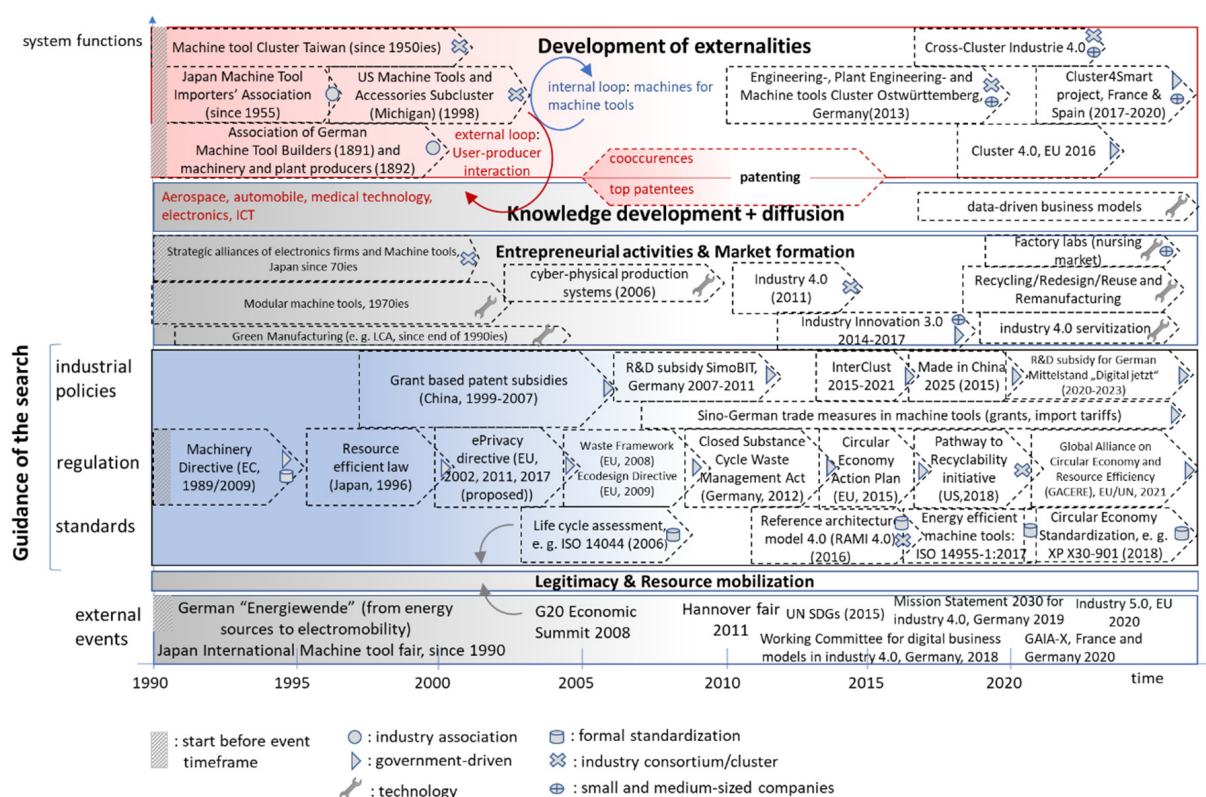 system functions
Machine tool Cluster Taiwan (since 1950ies)
Development of externalities
Cross-Cluster Industrie 4.0
Japan Machine Tool
Importers' Association
(since 1955)
US Machine Tools and
Accessories Subcluster
(Michigan) (1998)
internal loop: machines for
machine tools
Engineering-, Plant Engineering- and
Machine tools Cluster Ostwürttemberg,
Germany(2013)
Cluster4Smart
project, France &
Spain (2017-2020)
Association of German
Machine Tool Builders (1891) and
machinery and plant producers (1892)
external loop:
User-producer
interaction
Cluster 4.0, EU 2016
cooccurences
patenting
top patentees
Aerospace, automobile, medical technology,
electronics, ICT
Knowledge development + diffusion
data-driven business models
Strategic alliances of electronics firms and Machine tools,
Japan since 70ies
Entrepreneurial activities & Market formation
Factory labs (nursing
market)
cyber-physical production
systems (2006)
Industry 4.0
(2011)
Recycling/Redesign/Reuse and
Remanufacturing
Modular machine tools, 1970ies
Industry Innovation 3.0
2014-2017
industry 4.0 servitization
Green Manufacturing (e. g. LCA, since end of 1990ies)
Guidance of the search
industrial
policies
Grant based patent subsidies
(China, 1999-2007)
R&D subsidy SimoBIT,
Germany 2007-2011
InterClust
2015-2021
Made in China
2025 (2015)
R&D subsidy for German
Mittelstand „Digital jetzt"
(2020-2023)
Sino-German trade measures in machine tools (grants, import tariffs)
regulation
Machinery
Directive (EC,
1989/2009)
Resource
efficient law
(Japan, 1996)
ePrivacy
directive (EU,
2002, 2011, 2017
(proposed))
Waste Framework
(EU, 2008)
Ecodesign Directive
(EU, 2009)
Closed Substance
Cycle Waste
Management Act
(Germany, 2012)
Circular
Economy
Action Plan
(EU, 2015)
Pathway to
Recyclability
initiative
(US,2018)
Global Alliance on
Circular Economy and
Resource Efficiency
(GACERE), EU/UN, 2021
standards
Life cycle assessment,
e. g. ISO 14044 (2006)
Reference architectur
model 4.0 (RAMI 4.0)
(2016)
Energy efficient
machine tools:
ISO 14955-1:2017
Circular Economy
Standardization, e. g.
XP X30-901 (2018)
Legitimacy & Resource mobilization
external
events
German "Energiewende" (from energy
sources to electromobility)
Japan International Machine tool fair, since 1990
G20 Economic
Summit 2008
Hannover fair
2011
UN SDGs (2015)
Mission Statement 2030 for
industry 4.0, Germany 2019
Industry 5.0, EU
2020
Working Committee for digital business
models in industry 4.0, Germany, 2018
GAIA-X, France and
Germany 2020
1990
1995
2000
2005
2010
2015
2020
time
: start before event
timeframe
: industry association
: government-driven
: technology
: formal standardization
: industry consortium/cluster
: small and medium-sized companies